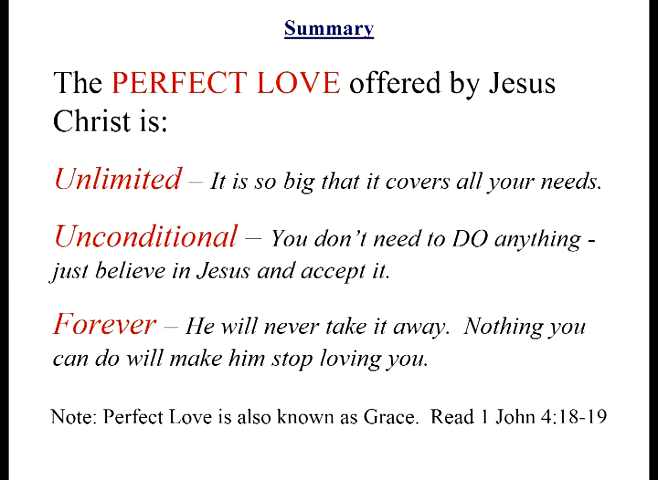 Summary
The PERFECT LOVE offered by Jesus
Christ is:
Unlimited – It is so big that it covers all your needs.
Unconditional – You don’t need to DO anything -
just believe in Jesus and accept it.
Forever – He will never take it away.  Nothing you
can do will make him stop loving you.
Note: Perfect Love is also known as Grace.  Read 1 John 4:18-19